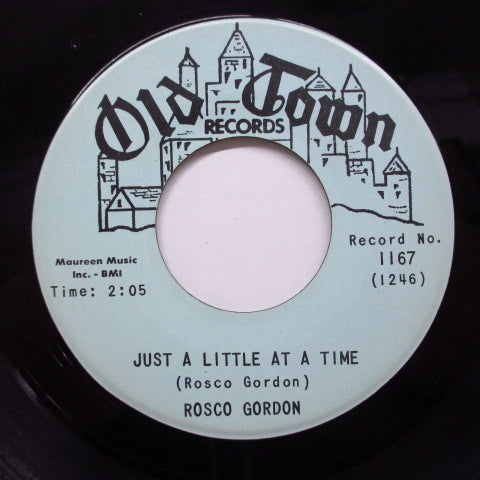 Old Town
RECORDS
Maureen Music
Inc. - BMI
Time: 2:05
Record No.
1167
(1246)
JUST A LITTLE AT A TIME
(Rosco Gordon)
ROSCO GORDON